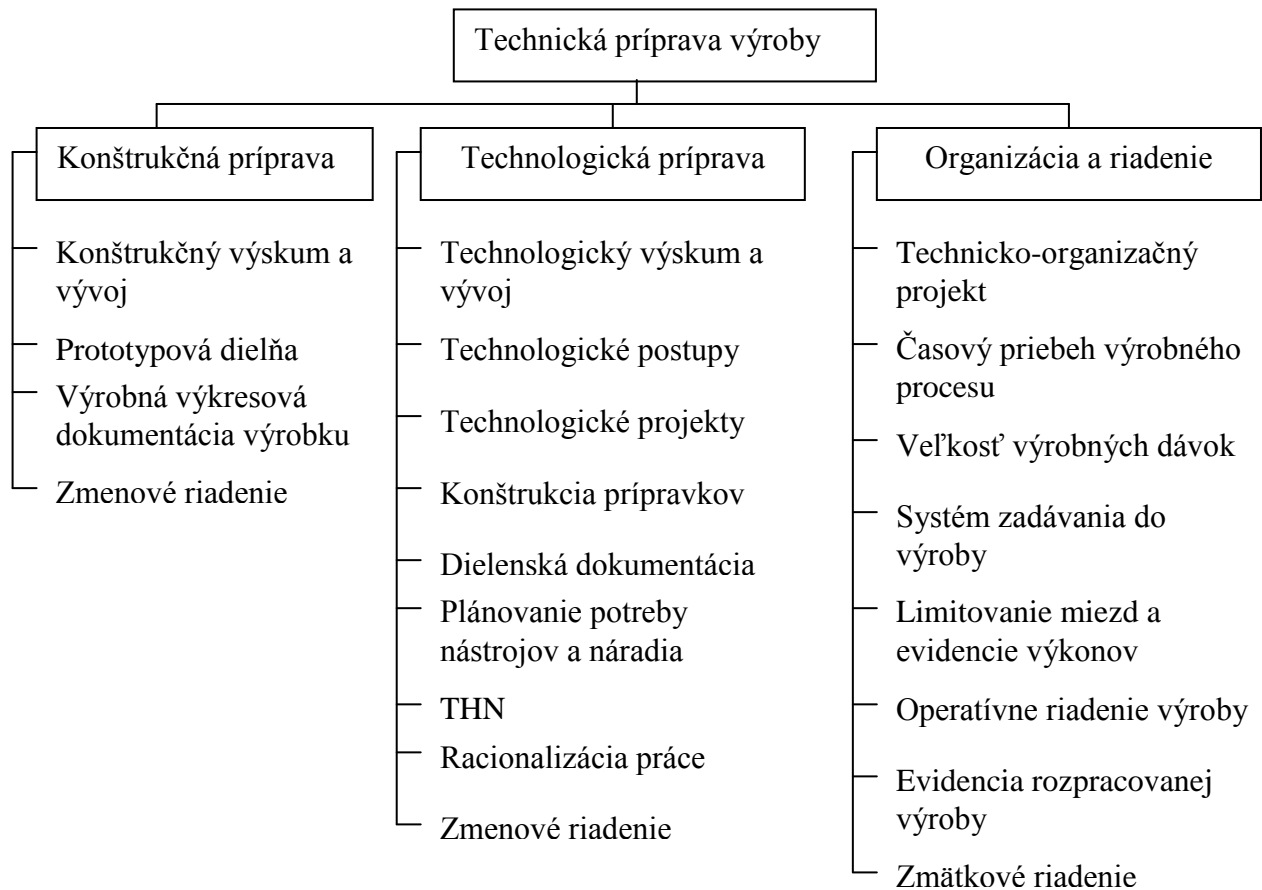 Technická príprava výroby
Konštrukčná príprava
Konštrukčný výskum a
vývoj
Prototypová dielňa
Výrobná výkresová
dokumentácia výrobku
Zmenové riadenie
Technologická príprava
Technologický výskum a
vývoj
Technologické postupy
Technologické projekty
Konštrukcia prípravkov
Dielenská dokumentácia
Plánovanie potreby
nástrojov a náradia
THN
Racionalizácia práce
Zmenové riadenie
Organizácia a riadenie
Technicko-organizačný
projekt
Časový priebeh výrobného
procesu
Veľkosť výrobných dávok
Systém zadávania do
výroby
Limitovanie miezd a
evidencie výkonov
Operatívne riadenie výroby
Evidencia rozpracovanej
výroby
Zmätkové riadenie